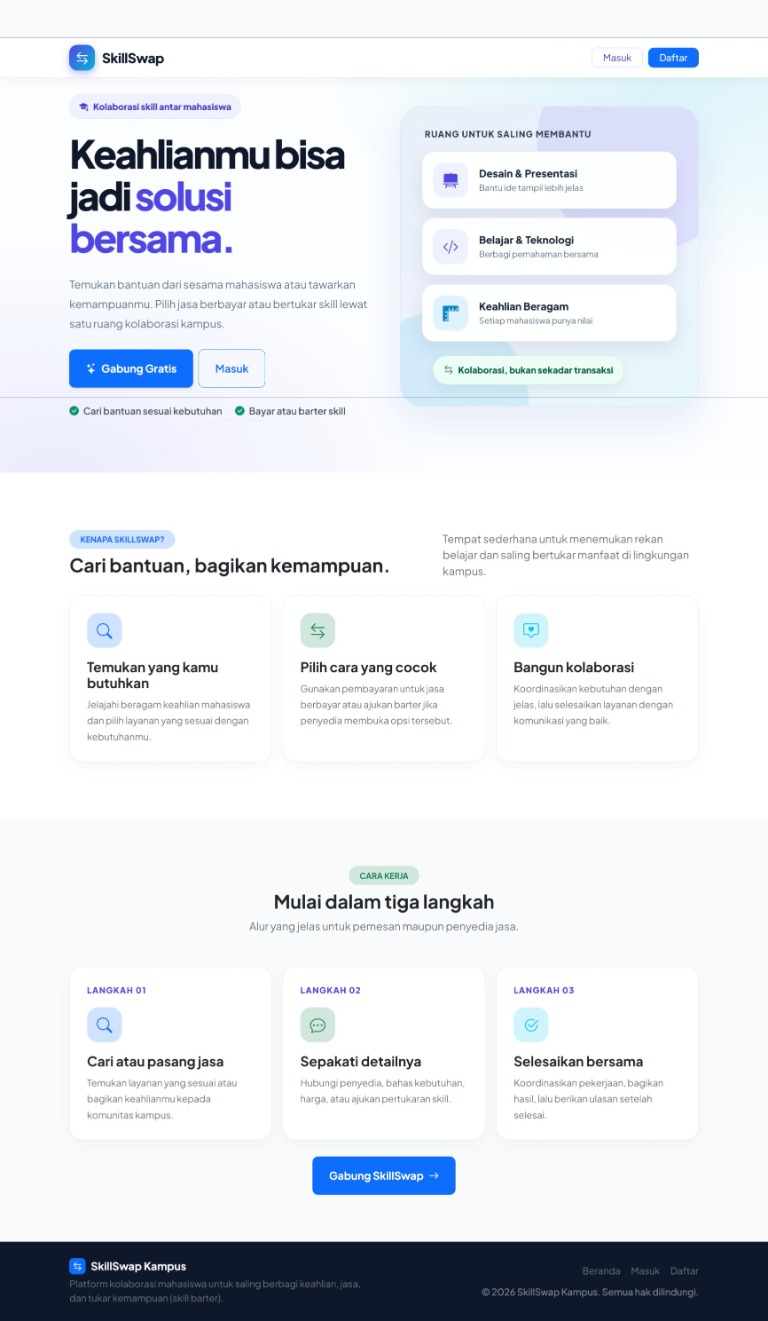 SkillSwap
Masuk
Daftar
Kolaborasi skill antar mahasiswa
Keahlianmu bisa
jadi solusi
bersama.
Temukan bantuan dari sesama mahasiswa atau tawarkan
kemampuanmu. Pilih jasa berbayar atau bertukar skill lewat
satu ruang kolaborasi kampus.
Gabung Gratis
Masuk
Cari bantuan sesuai kebutuhan
Bayar atau barter skill
RUANG UNTUK SALING MEMBANTU
Desain & Presentasi
Bantu ide tampil lebih jelas
Belajar & Teknologi
Berbagi pemahaman bersama
Keahlian Beragam
Setiap mahasiswa punya nilai
Kolaborasi, bukan sekadar transaksi
KENAPA SKILLSWAP?
Cari bantuan, bagikan kemampuan.
Tempat sederhana untuk menemukan rekan
belajar dan saling bertukar manfaat di lingkungan
kampus.
Temukan yang kamu
butuhkan
Jelajahi beragam keahlian mahasiswa
dan pilih layanan yang sesuai dengan
kebutuhanmu.
Pilih cara yang cocok
Gunakan pembayaran untuk jasa
berbayar atau ajukan barter jika
penyedia membuka opsi tersebut.
Bangun kolaborasi
Koordinasikan kebutuhan dengan
jelas, lalu selesaikan layanan dengan
komunikasi yang baik.
CARA KERJA
Mulai dalam tiga langkah
Alur yang jelas untuk pemesan maupun penyedia jasa.
LANGKAH 01
Cari atau pasang jasa
Temukan layanan yang sesuai atau
bagikan keahlianmu kepada
komunitas kampus.
LANGKAH 02
Sepakati detailnya
Hubungi penyedia, bahas kebutuhan,
harga, atau ajukan pertukaran skill.
LANGKAH 03
Selesaikan bersama
Koordinasikan pekerjaan, bagikan
hasil, lalu berikan ulasan setelah
selesai.
Gabung SkillSwap →
SkillSwap Kampus
Platform kolaborasi mahasiswa untuk saling berbagi keahlian, jasa,
dan tukar kemampuan (skill barter).
Beranda Masuk Daftar
© 2026 SkillSwap Kampus. Semua hak dilindungi.